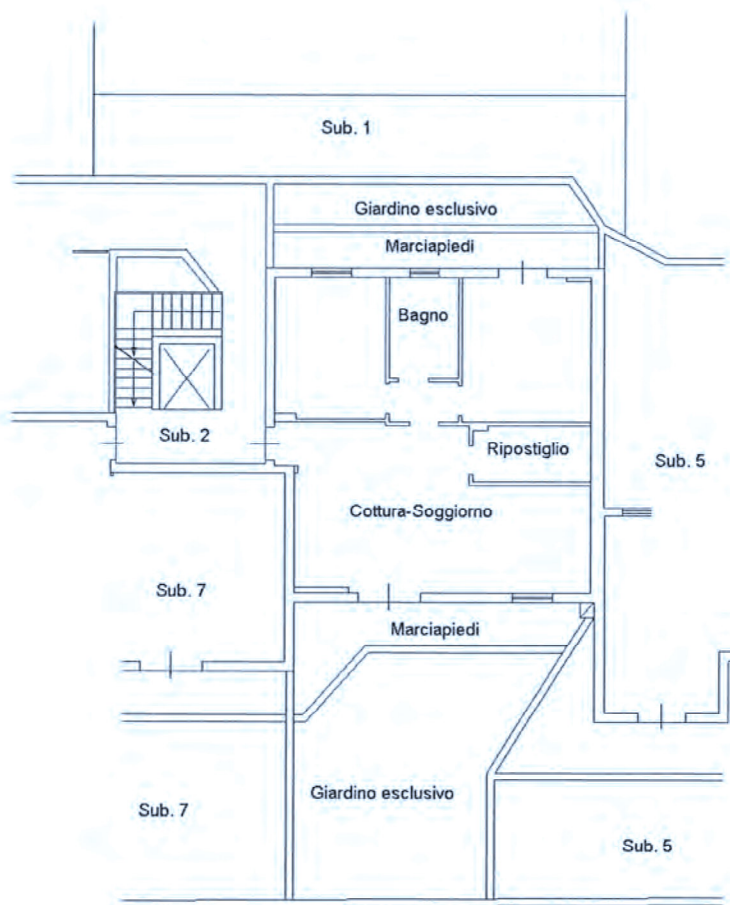 Sub. 1
Giardino esclusivo
Marciapiedi
Bagno
Sub. 2
Ripostiglio
Sub. 5
Cottura-Soggiorno
Sub. 7
Marciapiedi
Giardino esclusivo
Sub. 7
Sub. 5